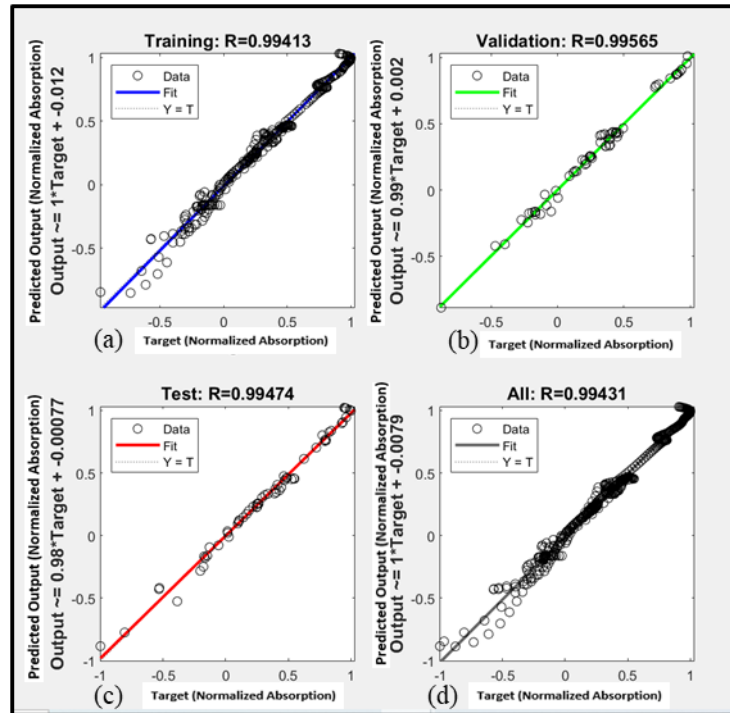 Training: R=0.99413
Predicted Output (Normalized Absorption)
Output ~= 1*Target + -0.012
1
0.5
0
-0.5
Data
Fit
Y = T
-0.5
0
0.5
1
(a)
Target (Normalized Absorption)
Validation: R=0.99565
Predicted Output (Normalized Absorption)
Output ~= 0.99*Target + 0.002
1
0.5
0
-0.5
Data
Fit
Y = T
-0.5
0
0.5
1
(b)
Target (Normalized Absorption)
Test: R=0.99474
Predicted Output (Normalized Absorption)
Output ~= 0.98*Target + -0.00077
1
0.5
0
-0.5
-1
Data
Fit
Y = T
-1
-0.5
0
0.5
1
(c)
Target (Normalized Absorption)
All: R=0.99431
Predicted Output (Normalized Absorption)
Output ~= 1*Target + -0.0079
1
0.5
0
-0.5
-1
Data
Fit
Y = T
-1
-0.5
0
0.5
1
(d)
Target (Normalized Absorption)